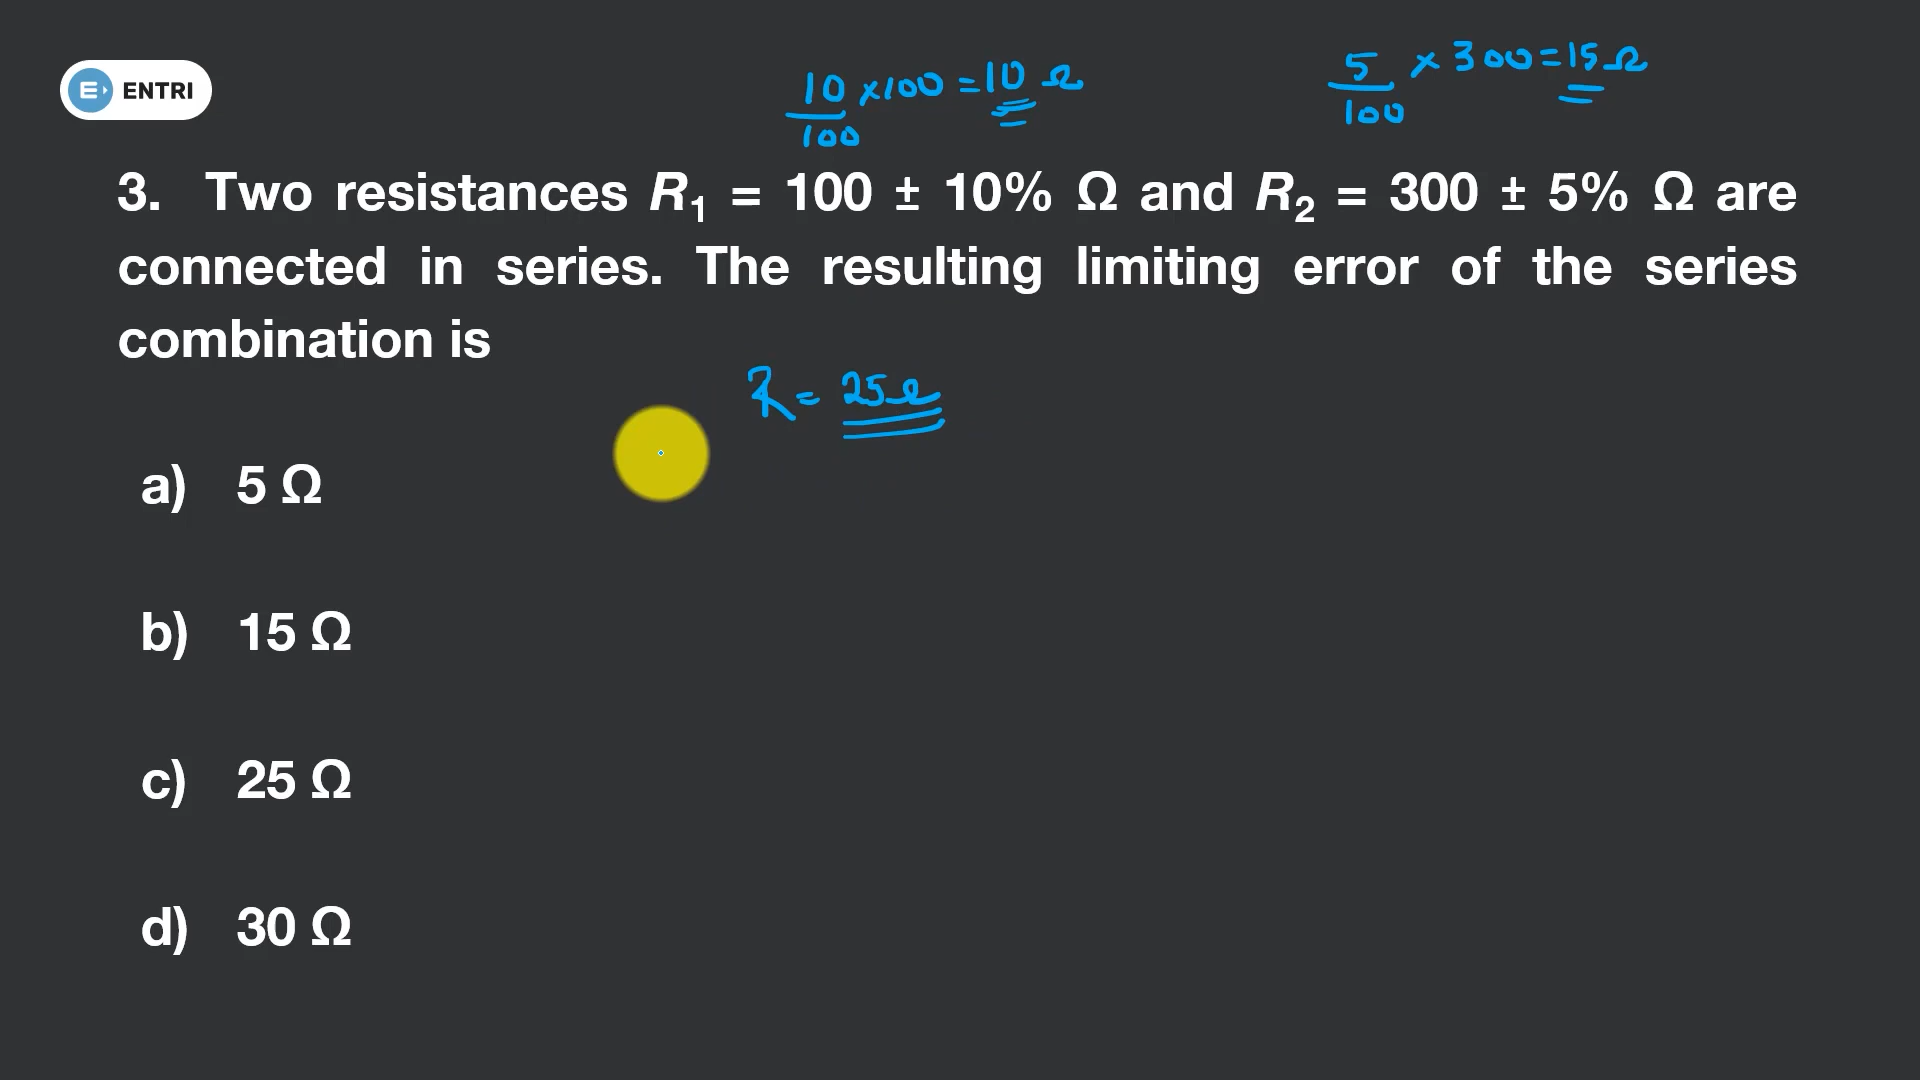 E ENTRI
10/100 ×100 = 10 Ω
5/100 × 300 = 15 Ω
3. Two resistances R₁ = 100 ± 10% Ω and R₂ = 300 ± 5% Ω are
connected in series. The resulting limiting error of the series
combination is
R = 25Ω
a) 5 Ω
b) 15 Ω
c) 25 Ω
d) 30 Ω